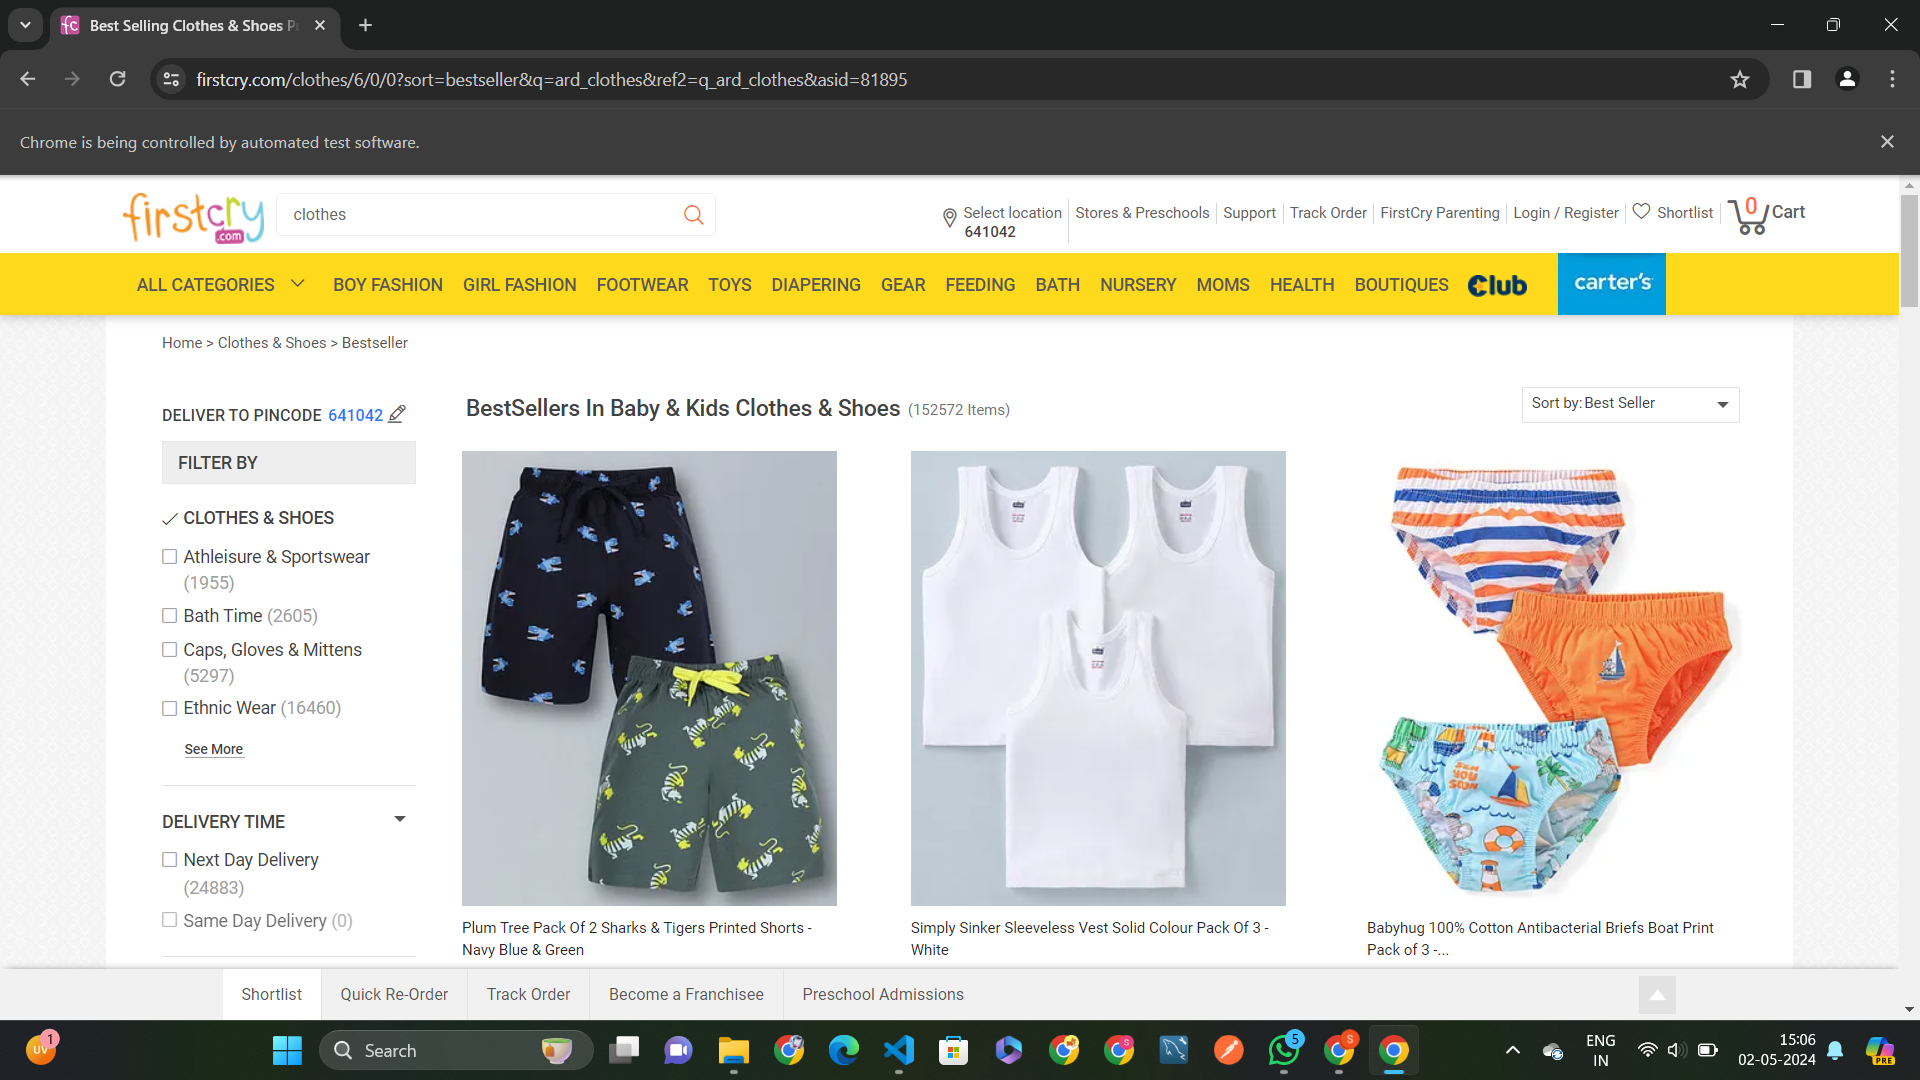 Best Selling Clothes & Shoes Pr
firstcry.com/clothes/6/0/0?sort=bestseller&q=ard_clothes&ref2=q_ard_clothes&asid=81895
Chrome is being controlled by automated test software.
firstcry
.com
clothes
Select location
641042
Stores & Preschools
Support
Track Order
FirstCry Parenting
Login / Register
Shortlist
0
Cart
ALL CATEGORIES
BOY FASHION
GIRL FASHION
FOOTWEAR
TOYS
DIAPERING
GEAR
FEEDING
BATH
NURSERY
MOMS
HEALTH
BOUTIQUES
Club
carter's
Home > Clothes & Shoes > Bestseller
DELIVER TO PINCODE 641042
BestSellers In Baby & Kids Clothes & Shoes (152572 Items)
Sort by: Best Seller
FILTER BY
CLOTHES & SHOES
Athleisure & Sportswear
(1955)
Bath Time (2605)
Caps, Gloves & Mittens
(5297)
Ethnic Wear (16460)
See More
DELIVERY TIME
Next Day Delivery
(24883)
Same Day Delivery (0)
SEA
YOU
SOON
Plum Tree Pack Of 2 Sharks & Tigers Printed Shorts -
Navy Blue & Green
Simply Sinker Sleeveless Vest Solid Colour Pack Of 3 -
White
Babyhug 100% Cotton Antibacterial Briefs Boat Print
Pack of 3 -...
Shortlist
Quick Re-Order
Track Order
Become a Franchisee
Preschool Admissions
UV
1
Search
S
5
S
ENG
IN
15:06
02-05-2024
PRE